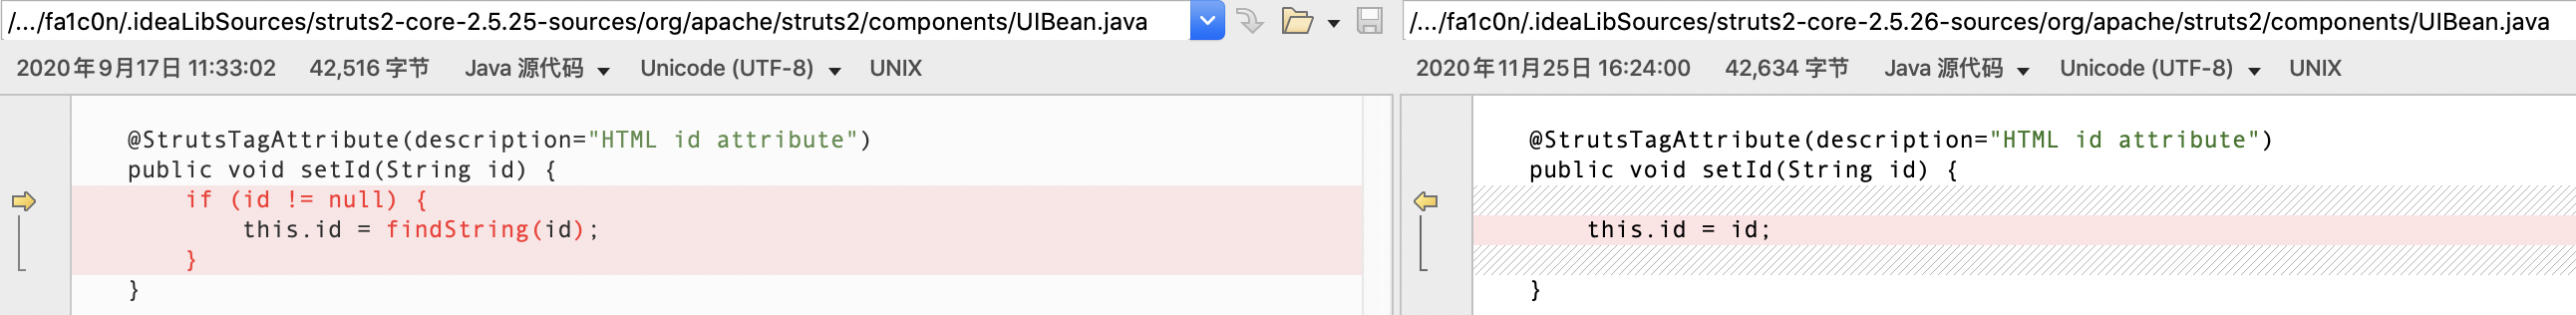 /.../fa1c0n/.ideaLibSources/struts2-core-2.5.25-sources/org/apache/struts2/components/UIBean.java
2020年9月17日 11:33:02 42,516 字节 Java 源代码 Unicode (UTF-8) UNIX
@StrutsTagAttribute(description="HTML id attribute")
public void setId(String id) {
    if (id != null) {
        this.id = findString(id);
    }
}
/.../fa1c0n/.ideaLibSources/struts2-core-2.5.26-sources/org/apache/struts2/components/UIBean.java
2020年11月25日 16:24:00 42,634 字节 Java 源代码 Unicode (UTF-8) UNIX
@StrutsTagAttribute(description="HTML id attribute")
public void setId(String id) {
    this.id = id;
}